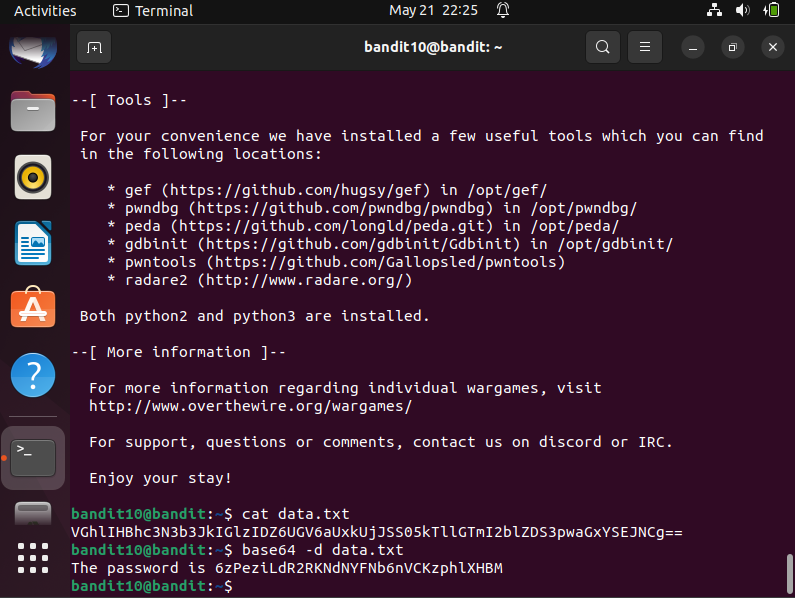 Activities Terminal May 21 22:25
bandit10@bandit: ~
--[ Tools ]--
For your convenience we have installed a few useful tools which you can find
in the following locations:
* gef (https://github.com/hugsy/gef) in /opt/gef/
* pwndbg (https://github.com/pwndbg/pwndbg) in /opt/pwndbg/
* peda (https://github.com/longld/peda.git) in /opt/peda/
* gdbinit (https://github.com/gdbinit/Gdbinit) in /opt/gdbinit/
* pwntools (https://github.com/Gallopsled/pwntools)
* radare2 (http://www.radare.org/)
Both python2 and python3 are installed.
--[ More information ]--
For more information regarding individual wargames, visit
http://www.overthewire.org/wargames/
For support, questions or comments, contact us on discord or IRC.
Enjoy your stay!
bandit10@bandit:~$ cat data.txt
VGhlIHBhc3N3b3JkIGlzIDZ6UGV6aUxkUjJSS05kTllGTmI2blZDS3pwaGxYSEJNCg==
bandit10@bandit:~$ base64 -d data.txt
The password is 6zPeziLdR2RKNdNYFNb6nVCKzphlXHBM
bandit10@bandit:~$